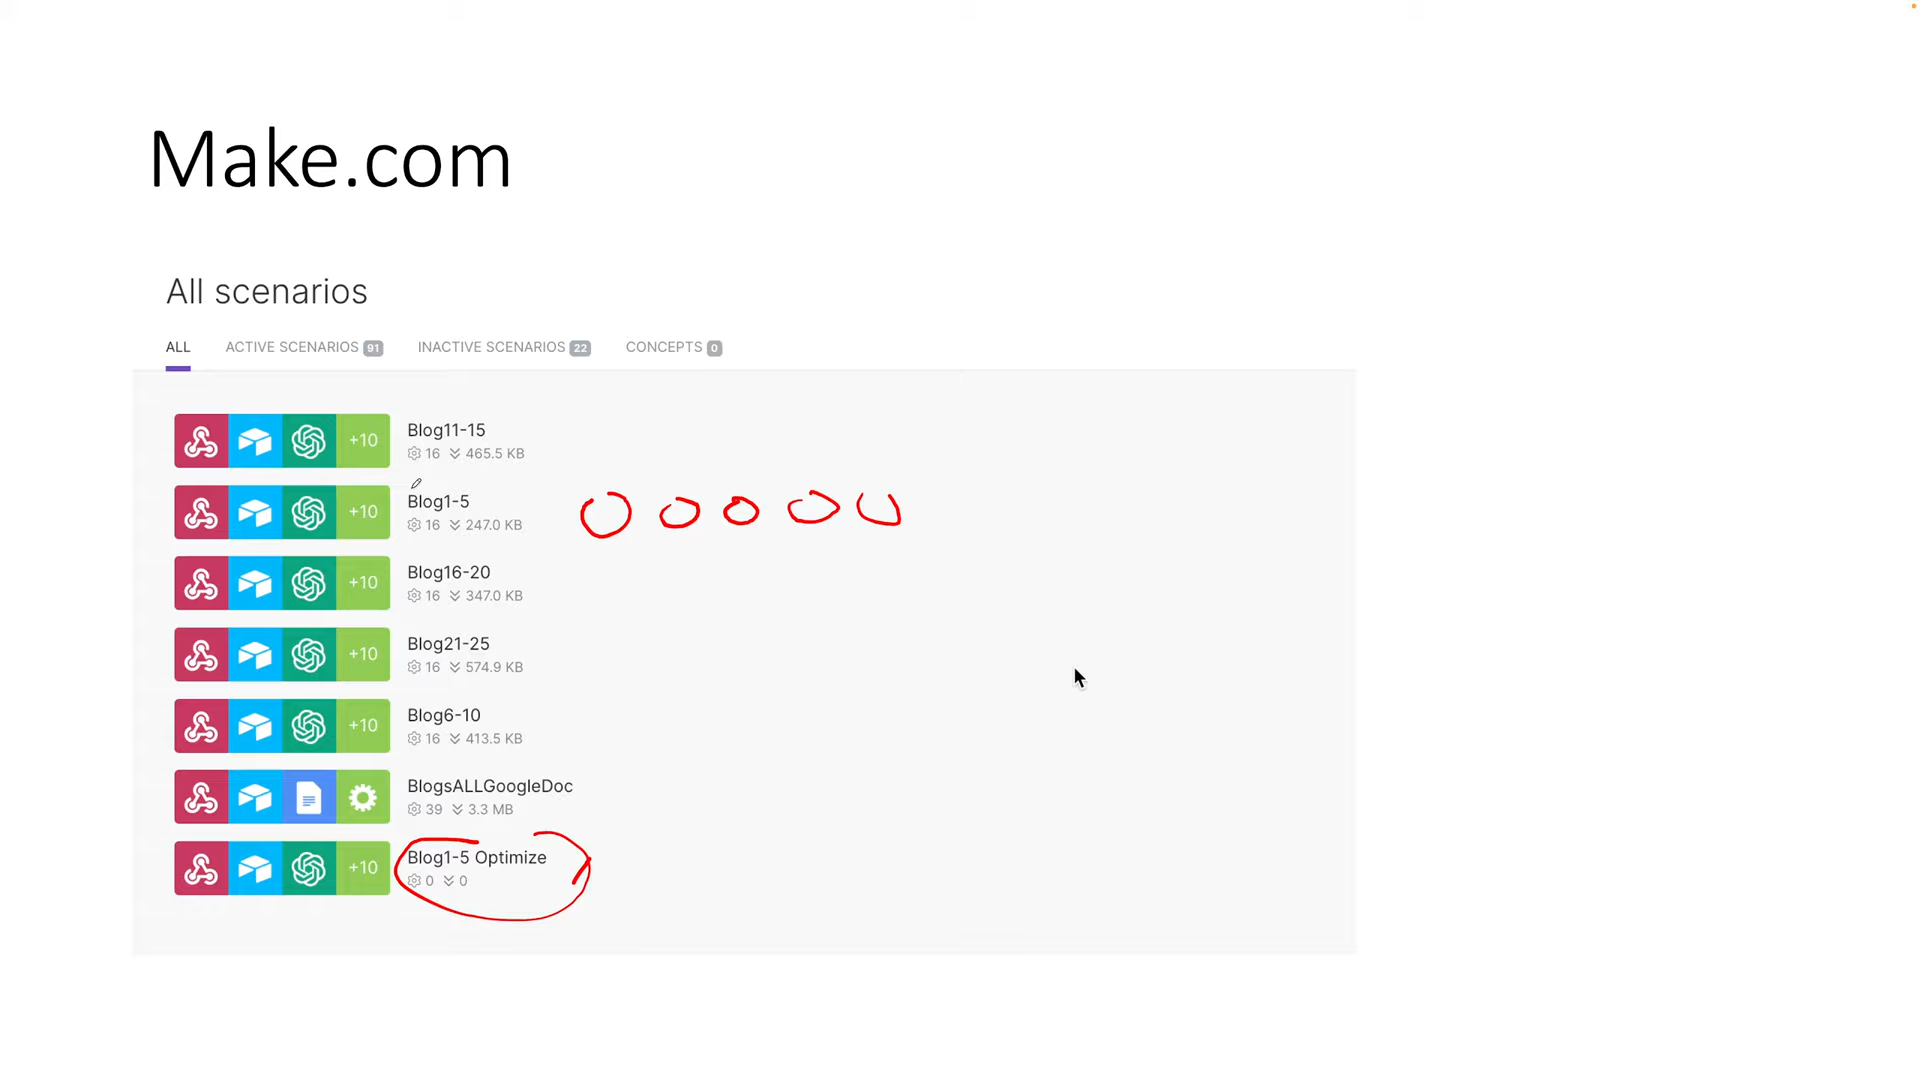 Make.com
All scenarios
ALL ACTIVE SCENARIOS 91 INACTIVE SCENARIOS 22 CONCEPTS 0
+10 Blog11-15
16 465.5 KB
+10 Blog1-5
16 247.0 KB
+10 Blog16-20
16 347.0 KB
+10 Blog21-25
16 574.9 KB
+10 Blog6-10
16 413.5 KB
BlogsALLGoogleDoc
39 3.3 MB
+10 Blog1-5 Optimize
0 0